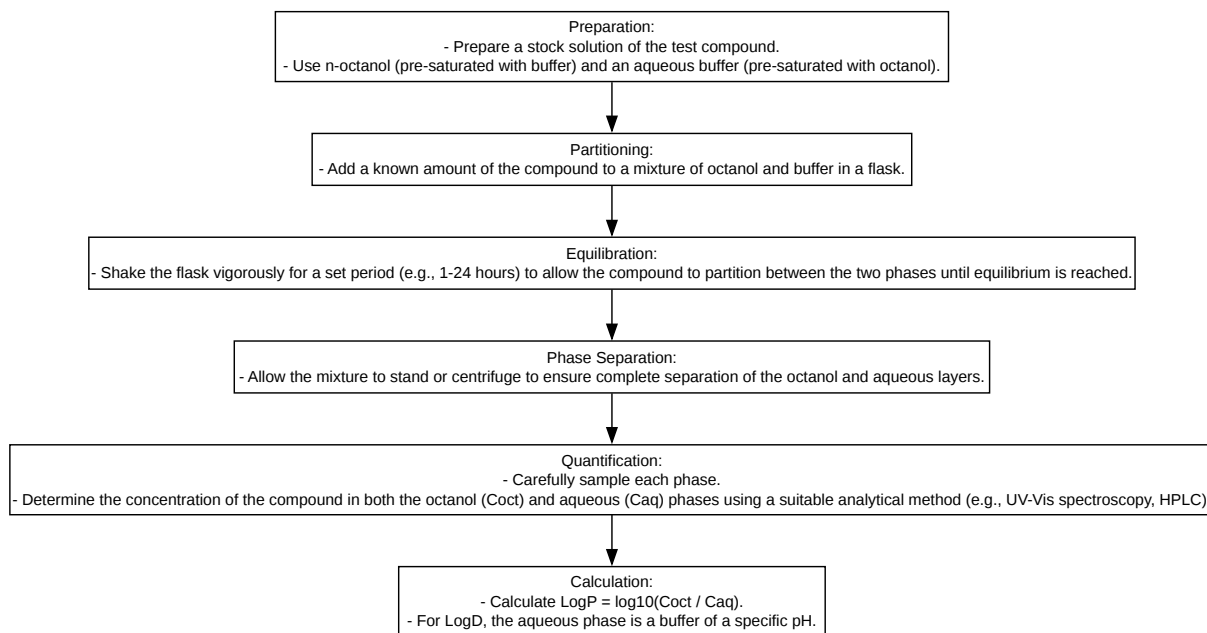 Preparation:
- Prepare a stock solution of the test compound.
- Use n-octanol (pre-saturated with buffer) and an aqueous buffer (pre-saturated with octanol).
Partitioning:
- Add a known amount of the compound to a mixture of octanol and buffer in a flask.
Equilibration:
- Shake the flask vigorously for a set period (e.g., 1-24 hours) to allow the compound to partition between the two phases until equilibrium is reached.
Phase Separation:
- Allow the mixture to stand or centrifuge to ensure complete separation of the octanol and aqueous layers.
Quantification:
- Carefully sample each phase.
- Determine the concentration of the compound in both the octanol (Coct) and aqueous (Caq) phases using a suitable analytical method (e.g., UV-Vis spectroscopy, HPLC)
Calculation:
- Calculate LogP = log10(Coct / Caq).
- For LogD, the aqueous phase is a buffer of a specific pH.